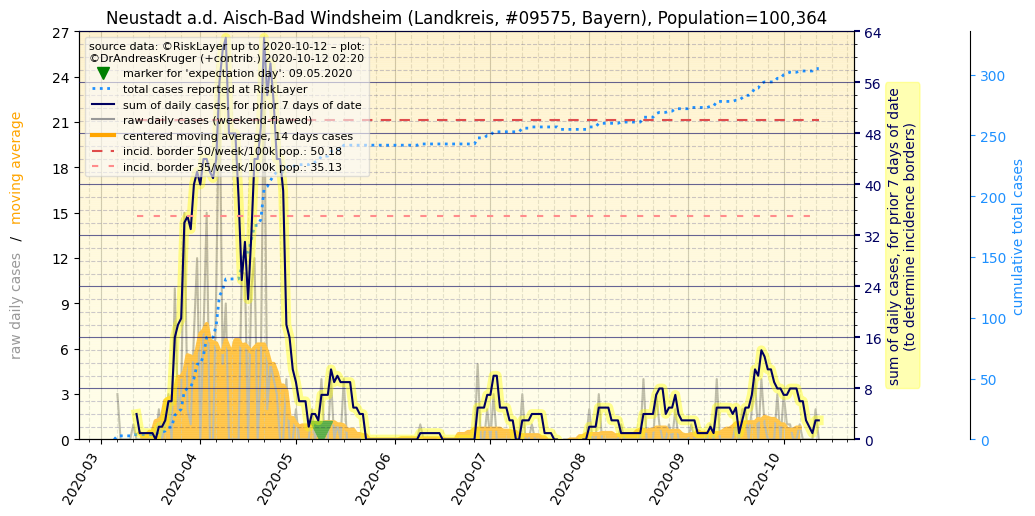 Neustadt a.d. Aisch-Bad Windsheim (Landkreis, #09575, Bayern), Population=100,364
source data: ©RiskLayer up to 2020-10-12 – plot:
©DrAndreasKruger (+contrib.) 2020-10-12 02:20
marker for 'expectation day': 09.05.2020
total cases reported at RiskLayer
sum of daily cases, for prior 7 days of date
raw daily cases (weekend-flawed)
centered moving average, 14 days cases
incid. border 50/week/100k pop.: 50.18
incid. border 35/week/100k pop.: 35.13
raw daily cases / moving average
27
24
21
18
15
12
9
6
3
0
2020-03
2020-04
2020-05
2020-06
2020-07
2020-08
2020-09
2020-10
64
56
48
40
32
24
16
8
0
sum of daily cases, for prior 7 days of date
(to determine incidence borders)
300
250
200
150
100
50
0
cumulative total cases